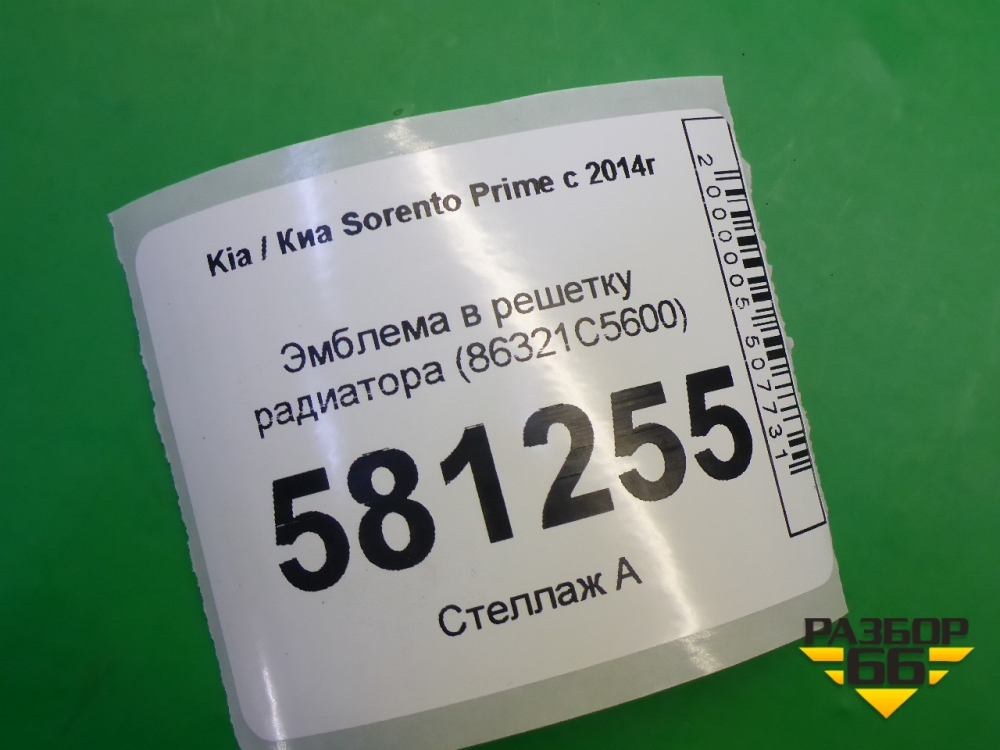 Kia / Киа Sorento Prime с 2014г
Эмблема в решетку
радиатора (86321C5600)
581255
Стеллаж А
2000005507731
РАЗБОР
66